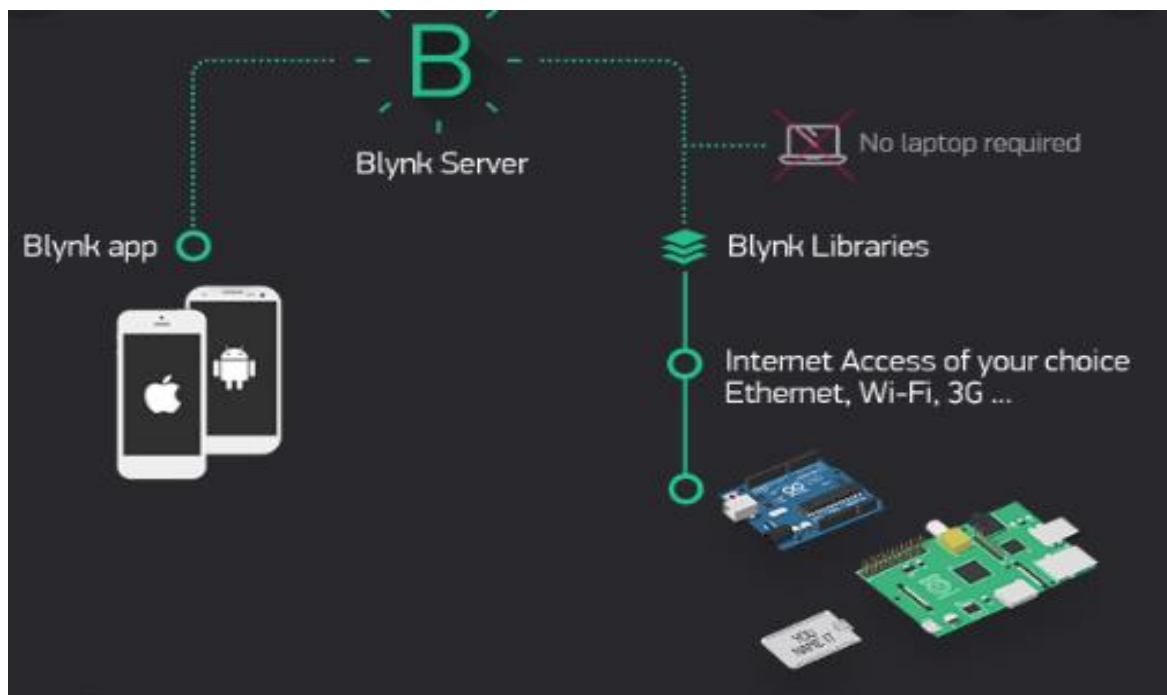 B
Blynk Server
No laptop required
Blynk app
Blynk Libraries
Internet Access of your choice
Ethernet, Wi-Fi, 3G ...
YOU
NAME IT